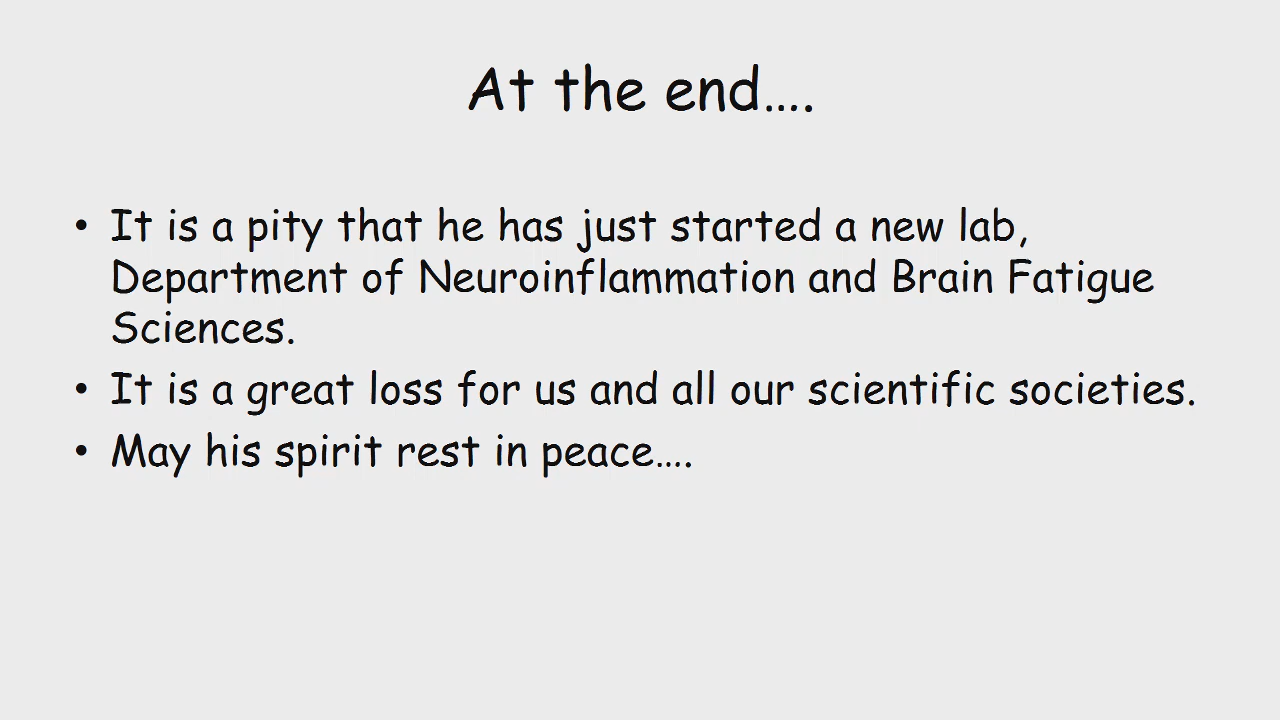 At the end….
• It is a pity that he has just started a new lab,
Department of Neuroinflammation and Brain Fatigue
Sciences.
• It is a great loss for us and all our scientific societies.
• May his spirit rest in peace….